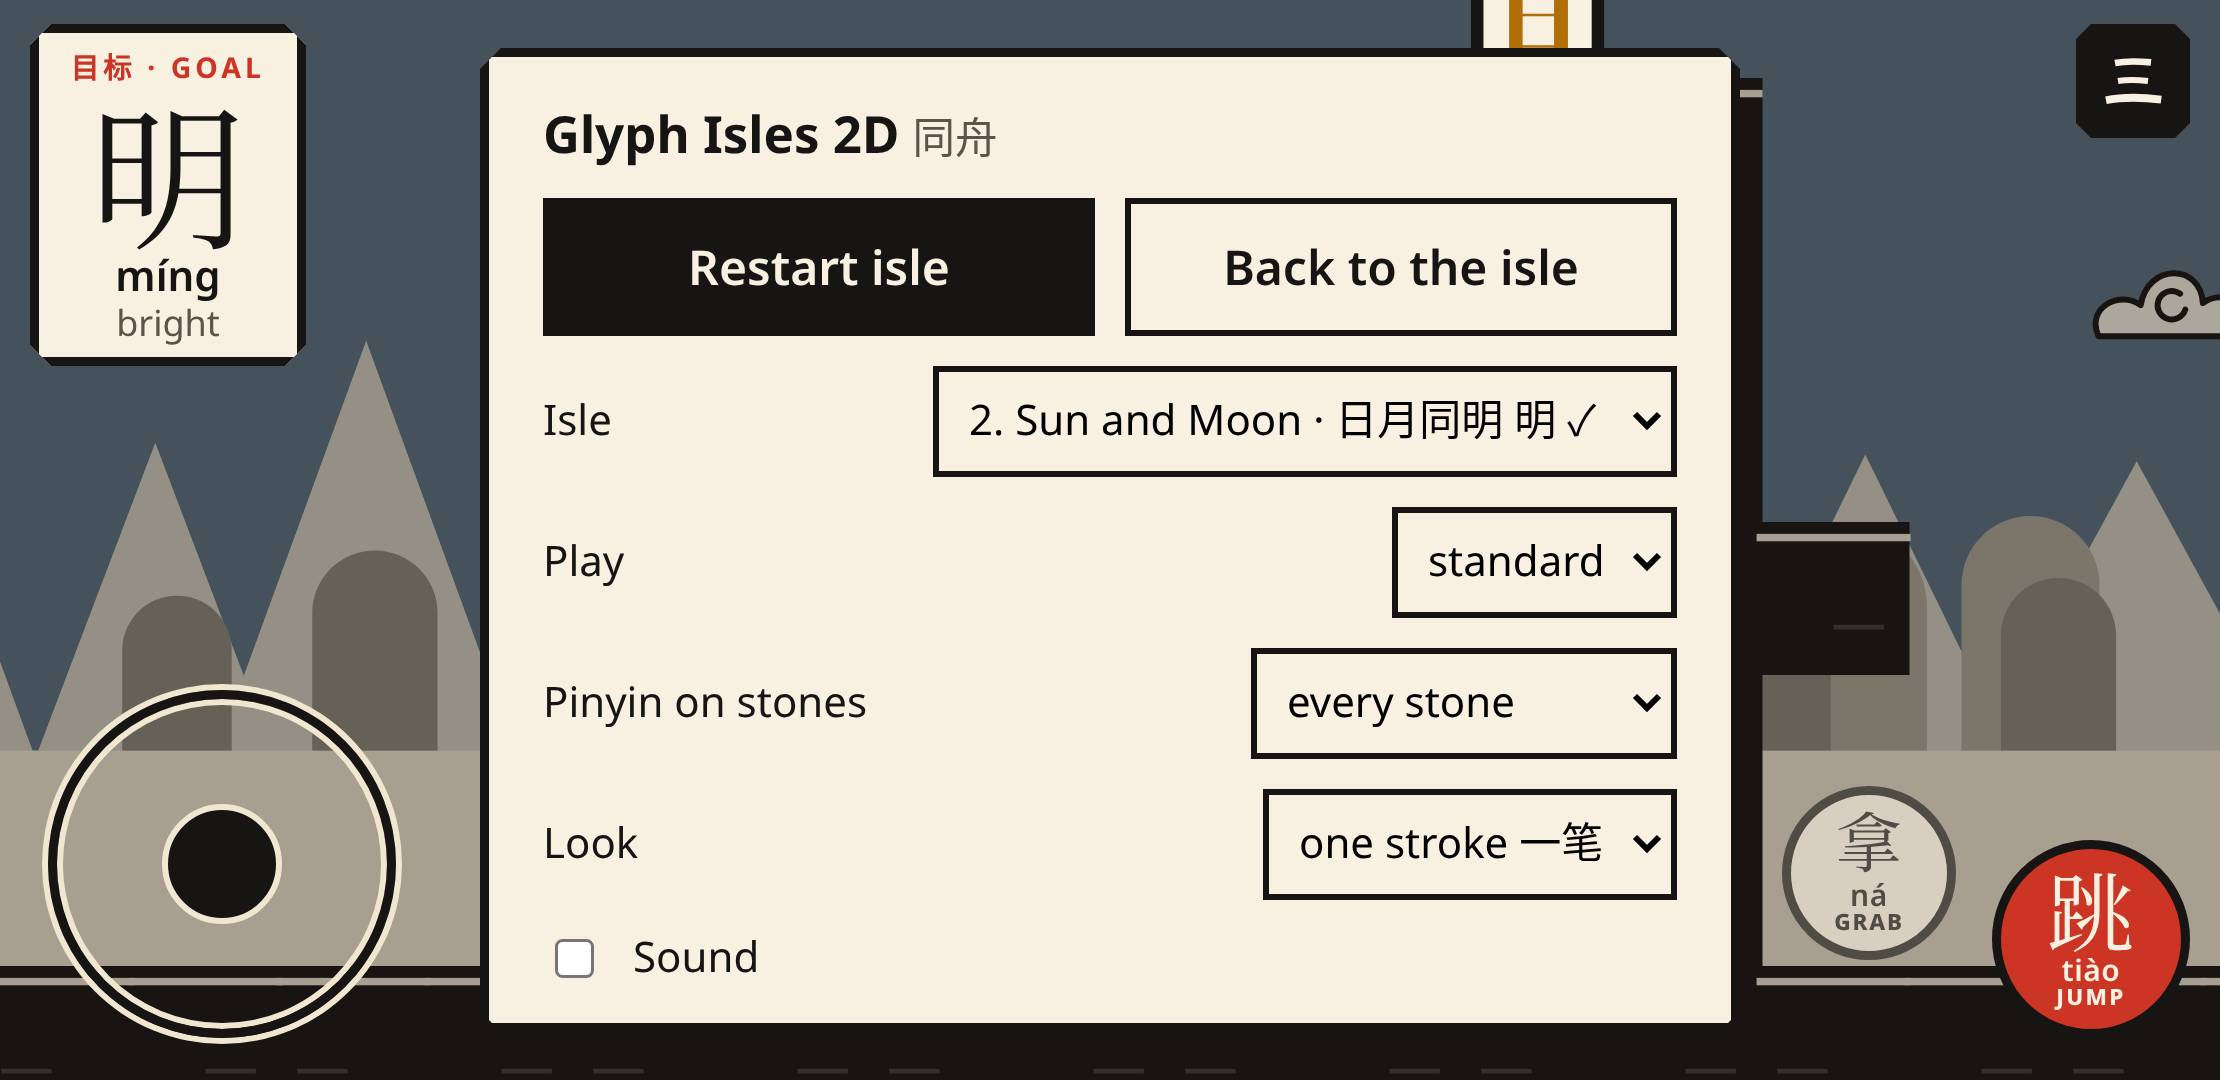 目标 · GOAL
明
míng
bright
日
三
Glyph Isles 2D 同舟
Restart isle
Back to the isle
Isle
2. Sun and Moon · 日月同明 明 ✓
Play
standard
Pinyin on stones
every stone
Look
one stroke 一笔
Sound
拿
ná
GRAB
跳
tiào
JUMP